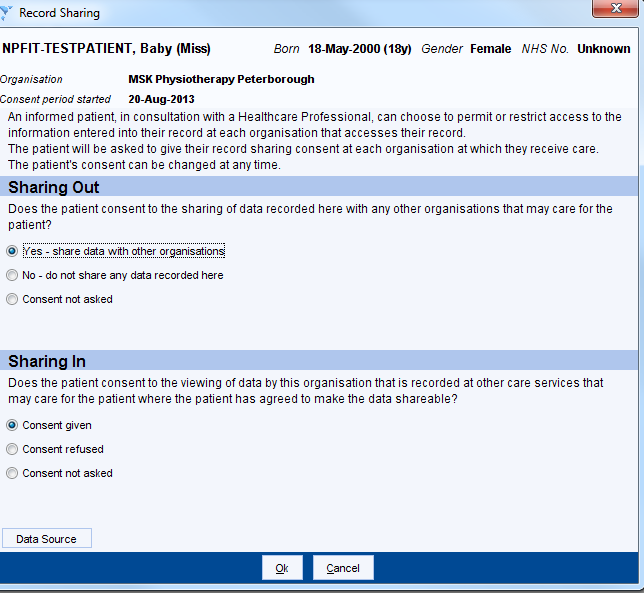 Record Sharing
NPFIT-TESTPATIENT, Baby (Miss) Born 18-May-2000 (18y) Gender Female NHS No. Unknown
Organisation MSK Physiotherapy Peterborough
Consent period started 20-Aug-2013
An informed patient, in consultation with a Healthcare Professional, can choose to permit or restrict access to the
information entered into their record at each organisation that accesses their record.
The patient will be asked to give their record sharing consent at each organisation at which they receive care.
The patient's consent can be changed at any time.
Sharing Out
Does the patient consent to the sharing of data recorded here with any other organisations that may care for the
patient?
Yes - share data with other organisations
No - do not share any data recorded here
Consent not asked
Sharing In
Does the patient consent to the viewing of data by this organisation that is recorded at other care services that
may care for the patient where the patient has agreed to make the data shareable?
Consent given
Consent refused
Consent not asked
Data Source
Ok Cancel